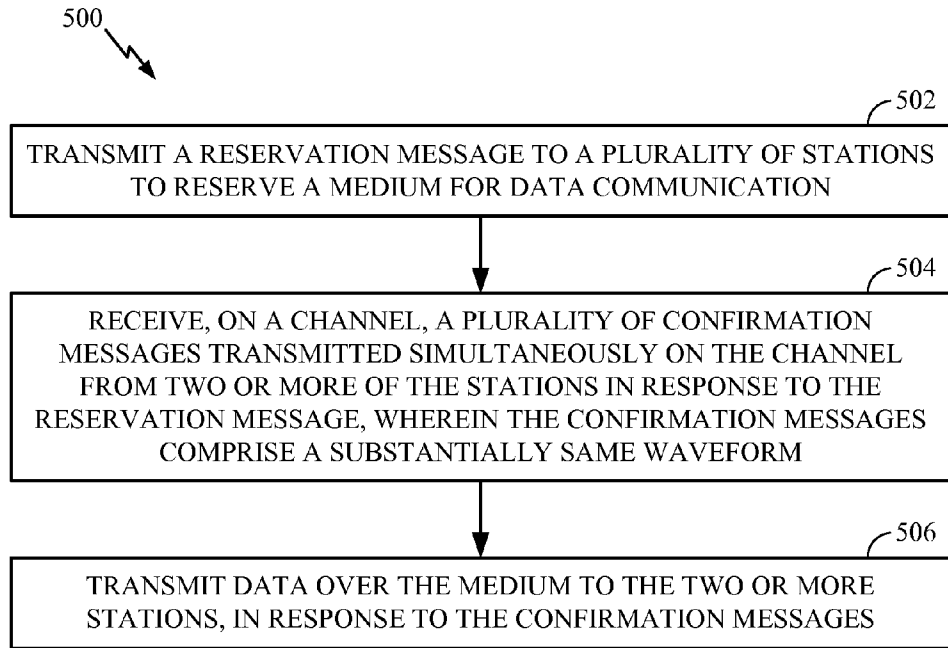 500
502
TRANSMIT A RESERVATION MESSAGE TO A PLURALITY OF STATIONS
TO RESERVE A MEDIUM FOR DATA COMMUNICATION
504
RECEIVE, ON A CHANNEL, A PLURALITY OF CONFIRMATION
MESSAGES TRANSMITTED SIMULTANEOUSLY ON THE CHANNEL
FROM TWO OR MORE OF THE STATIONS IN RESPONSE TO THE
RESERVATION MESSAGE, WHEREIN THE CONFIRMATION MESSAGES
COMPRISE A SUBSTANTIALLY SAME WAVEFORM
506
TRANSMIT DATA OVER THE MEDIUM TO THE TWO OR MORE
STATIONS, IN RESPONSE TO THE CONFIRMATION MESSAGES